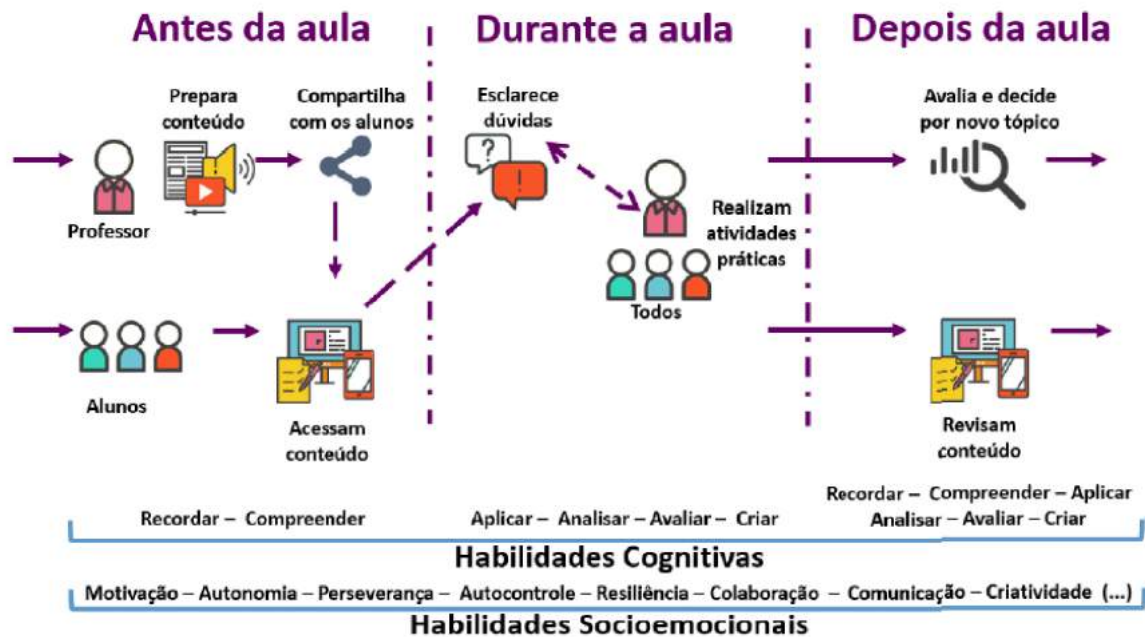 Antes da aula
Durante a aula
Depois da aula
Prepara
conteúdo
Compartilha
com os alunos
Professor
Alunos
Acessam
conteúdo
Esclarece
dúvidas
?
!
Realizam
atividades
práticas
Todos
Avalia e decide
por novo tópico
Revisam
conteúdo
Recordar – Compreender
Aplicar – Analisar – Avaliar – Criar
Recordar – Compreender – Aplicar
Analisar – Avaliar – Criar
Habilidades Cognitivas
Motivação – Autonomia – Perseverança – Autocontrole – Resiliência – Colaboração – Comunicação – Criatividade (...)
Habilidades Socioemocionais